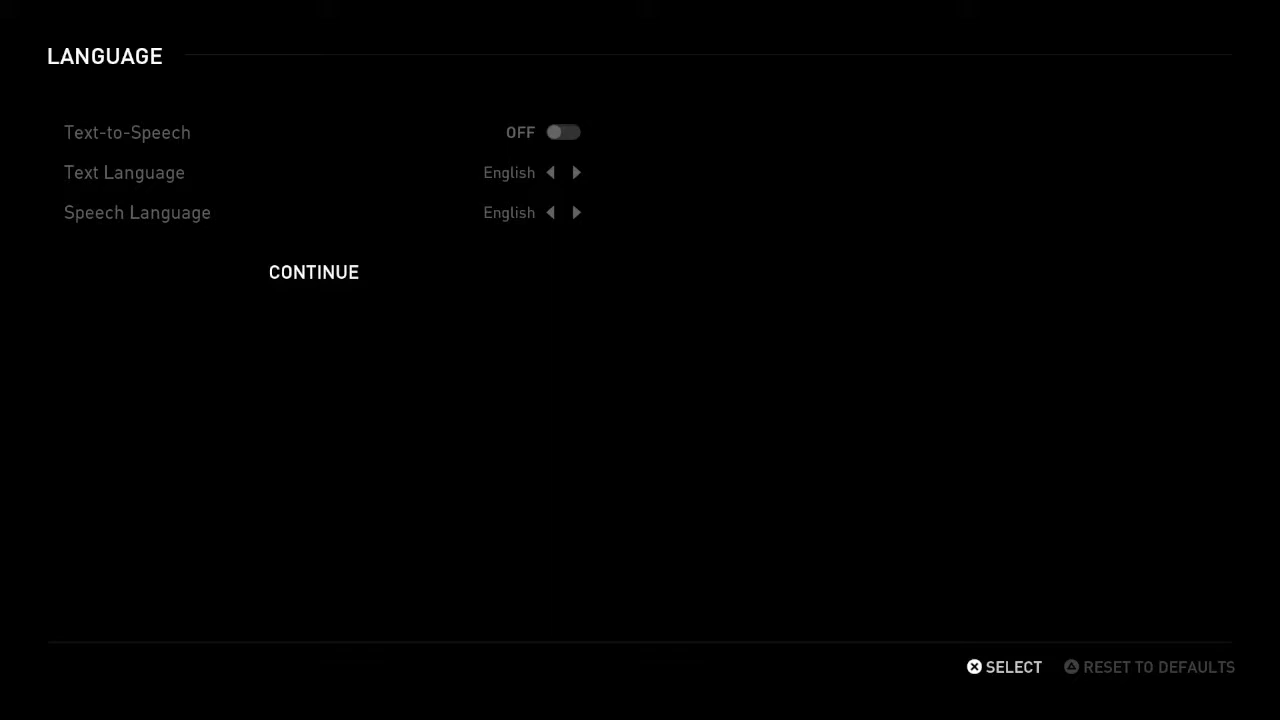 LANGUAGE
Text-to-Speech OFF
Text Language English
Speech Language English
CONTINUE
SELECT RESET TO DEFAULTS